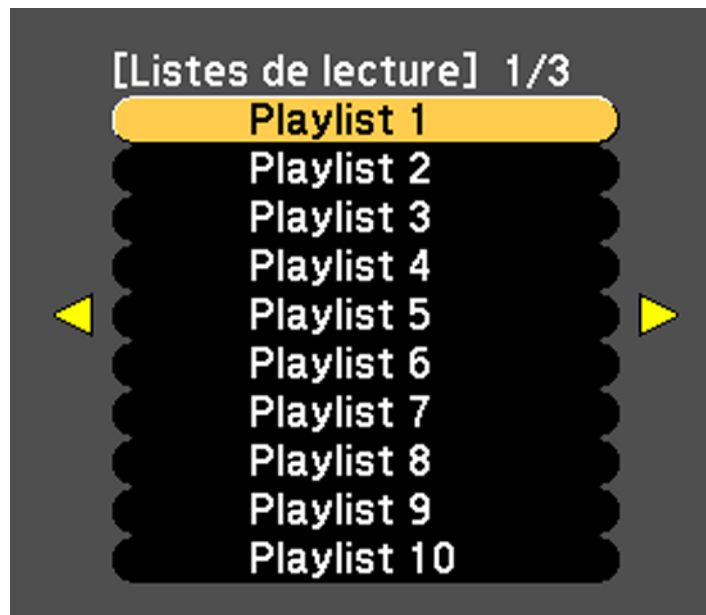 [Listes de lecture] 1/3
Playlist 1
Playlist 2
Playlist 3
Playlist 4
Playlist 5
Playlist 6
Playlist 7
Playlist 8
Playlist 9
Playlist 10